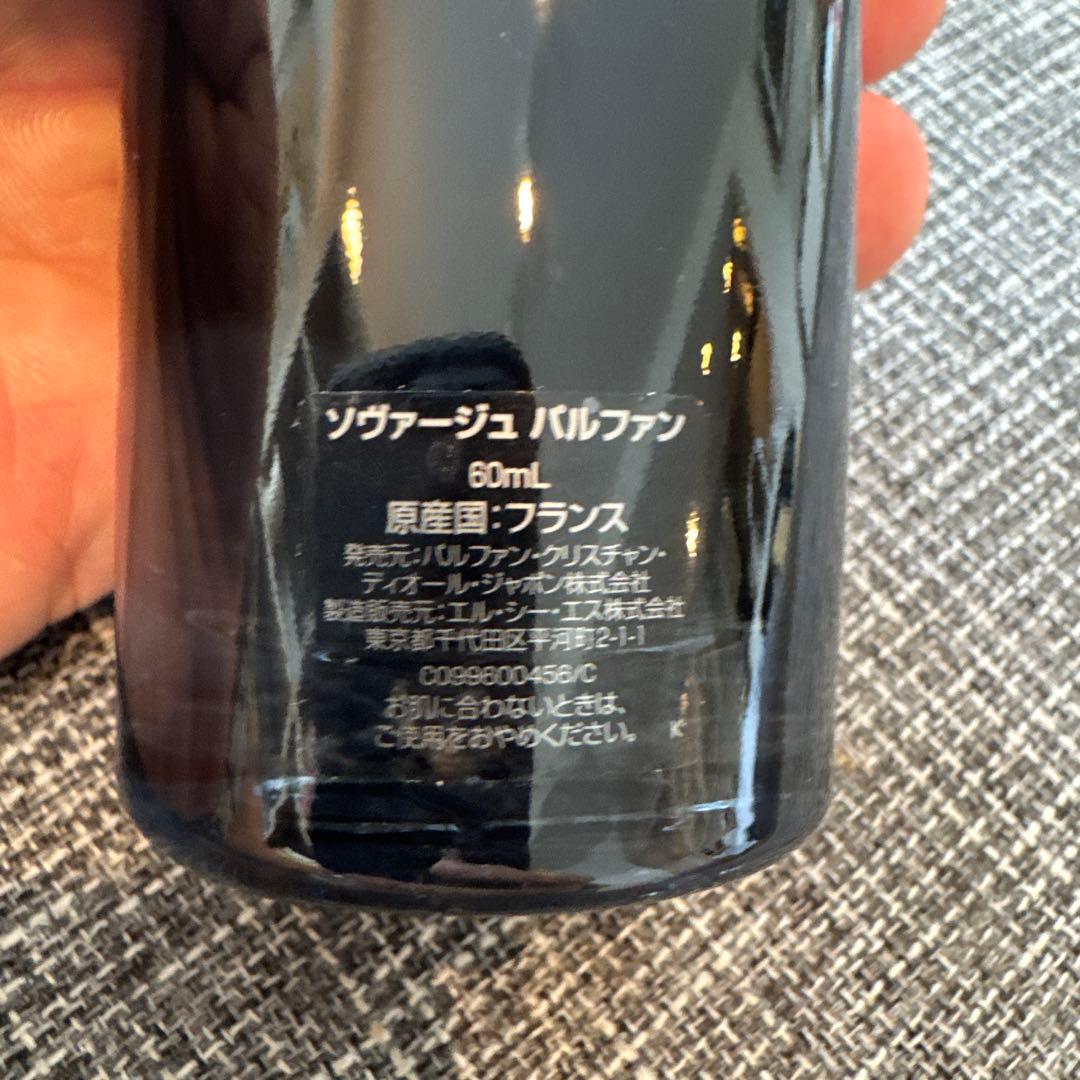 ソヴァージュ パルファン
60mL
原産国:フランス
発売元:パルファン・クリスチャン・
ディオール・ジャポン株式会社
製造販売元:エル・シー・エス株式会社
東京都千代田区平河町2-1-1
C099600456/C
お肌に合わないときは、
ご使用をおやめください。 K